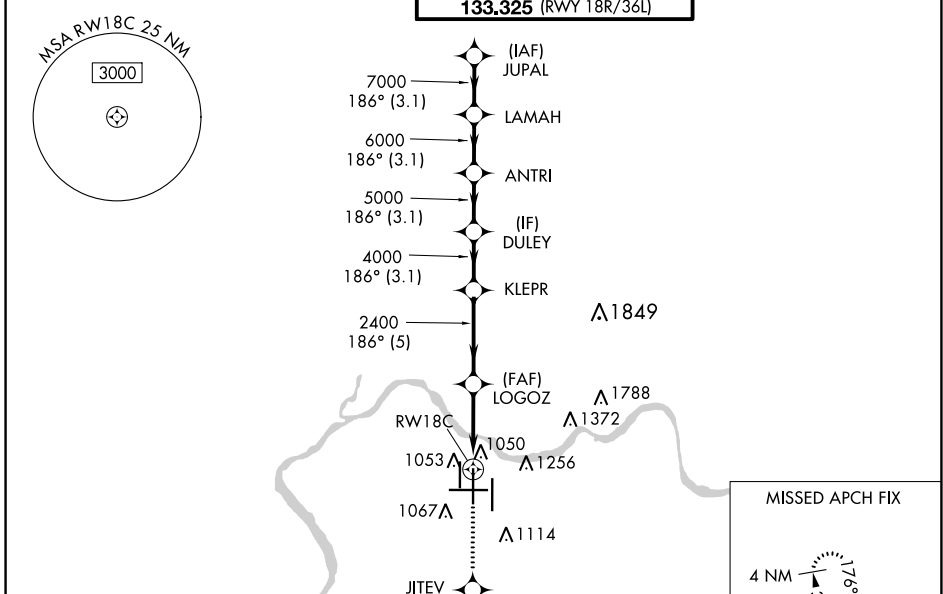 133.325 (RWY 18R/36L)
MSA RW18C 25 NM
3000
(IAF)
JUPAL
7000
186° (3.1)
LAMAH
6000
186° (3.1)
ANTRI
5000
186° (3.1)
(IF)
DULEY
4000
186° (3.1)
KLEPR
1849
2400
186° (5)
(FAF)
LOGOZ
1788
1372
RW18C
1050
1053
1256
1067
1114
MISSED APCH FIX
4 NM
176°
JITEV